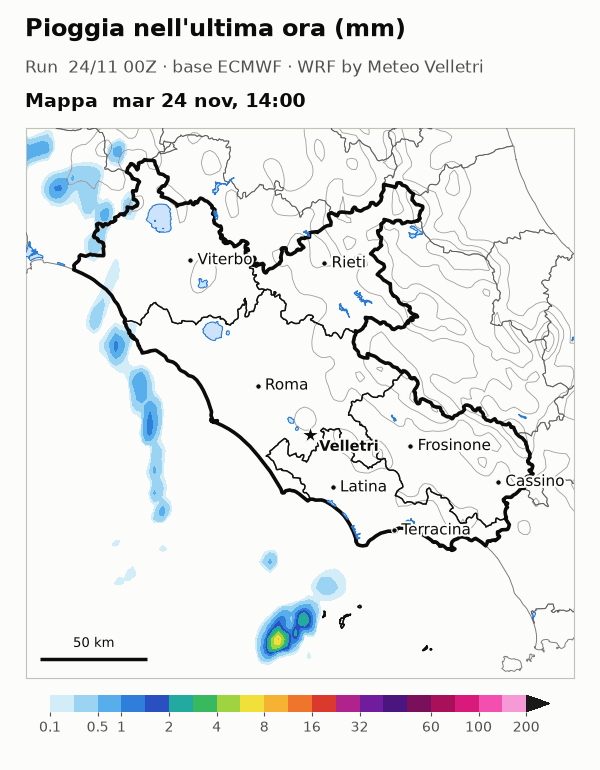 Pioggia nell'ultima ora (mm)
Run  24/11 00Z · base ECMWF · WRF by Meteo Velletri
Mappa  mar 24 nov, 14:00
Viterbo
Rieti
Roma
Velletri
Frosinone
Latina
Cassino
Terracina
50 km
0.1 0.5 1 2 4 8 16 32 60 100 200